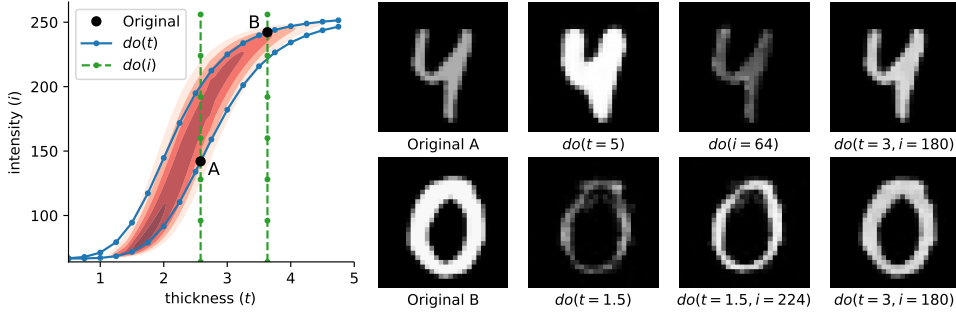 250
200
150
100
intensity (i)
1
2
3
4
5
thickness (t)
Original
do(t)
do(i)
B
A
Original A
do(t = 5)
do(i = 64)
do(t = 3, i = 180)
Original B
do(t = 1.5)
do(t = 1.5, i = 224)
do(t = 3, i = 180)